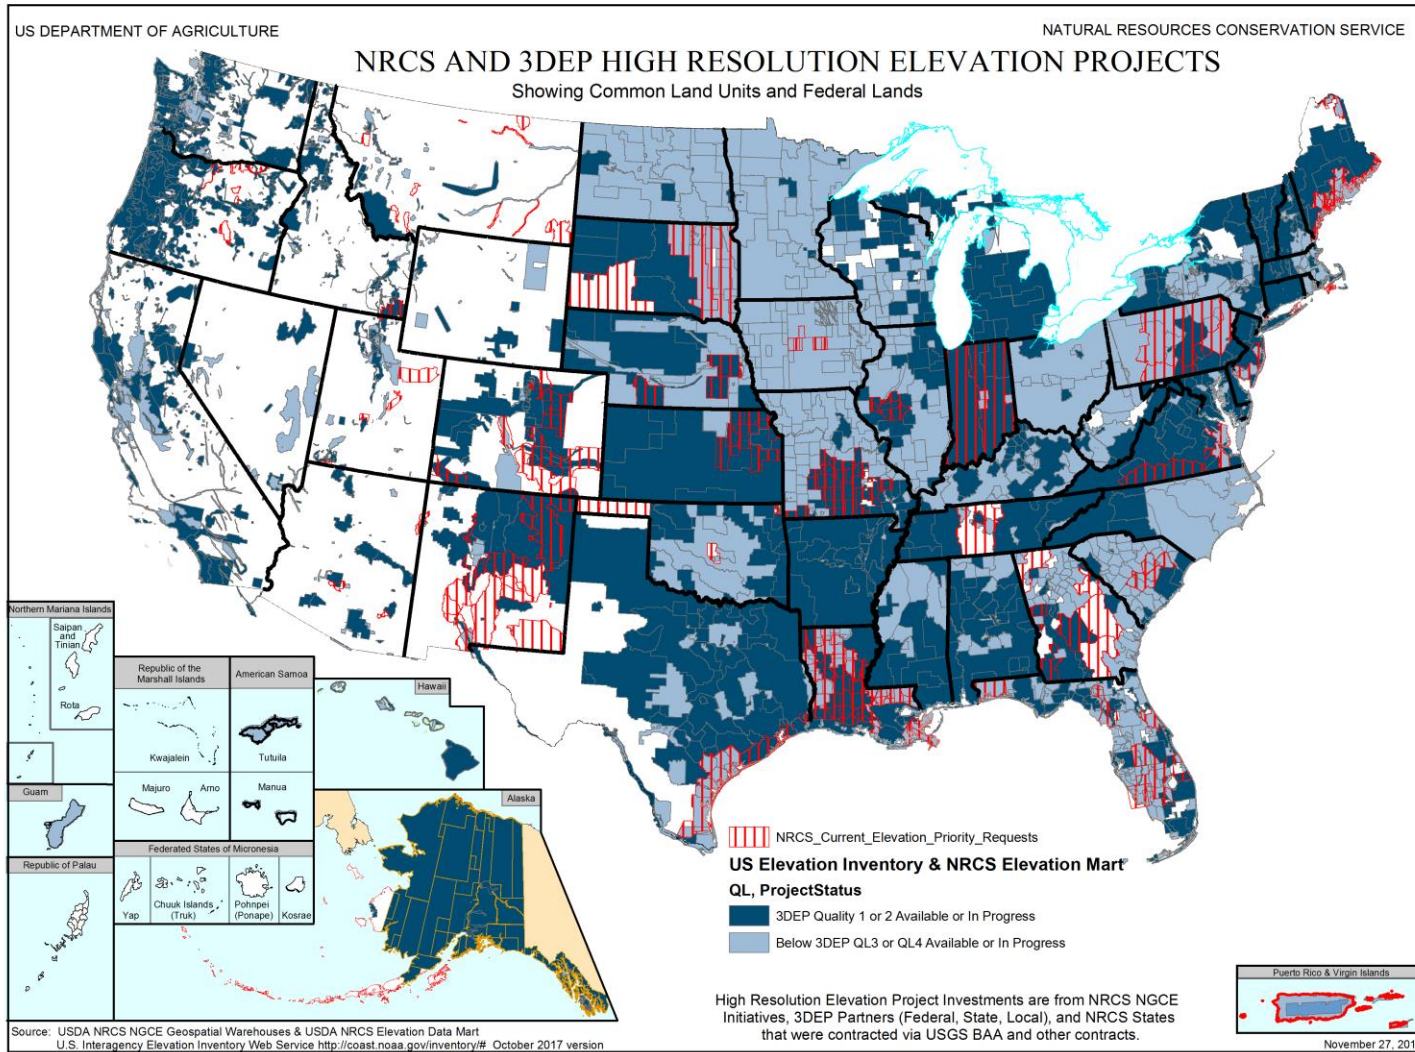 US DEPARTMENT OF AGRICULTURE
NATURAL RESOURCES CONSERVATION SERVICE
NRCS AND 3DEP HIGH RESOLUTION ELEVATION PROJECTS
Showing Common Land Units and Federal Lands
Northern Mariana Islands
Saipan
and
Tinian
Rota
Guam
Republic of Palau
Republic of the
Marshall Islands
Kwajalein
Majuro
Arno
American Samoa
Tutuila
Manua
Federated States of Micronesia
Yap
Chuuk Islands
(Truk)
Pohnpei
(Ponape)
Kosrae
Hawaii
Alaska
NRCS_Current_Elevation_Priority_Requests
US Elevation Inventory & NRCS Elevation Mart
QL, ProjectStatus
3DEP Quality 1 or 2 Available or In Progress
Below 3DEP QL3 or QL4 Available or In Progress
High Resolution Elevation Project Investments are from NRCS NGCE
Initiatives, 3DEP Partners (Federal, State, Local), and NRCS States
that were contracted via USGS BAA and other contracts.
Puerto Rico & Virgin Islands
Source: USDA NRCS NGCE Geospatial Warehouses & USDA NRCS Elevation Data Mart
U.S. Interagency Elevation Inventory Web Service http://coast.noaa.gov/inventory/# October 2017 version
November 27, 201